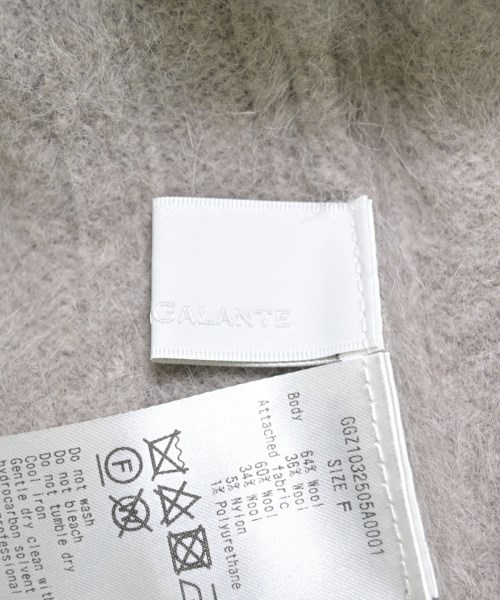 GALANTE
GGZ1032505A0001
SIZE F
Body
64% Wool
36% Wool
Attached fabric
60% Wool
34% Wool
5% Nylon
1% Polyurethane
F
Do not wash
Do not bleach
Do not tumble dry
Cool iron
Gentle dry clean with
hydrocarbon solvent